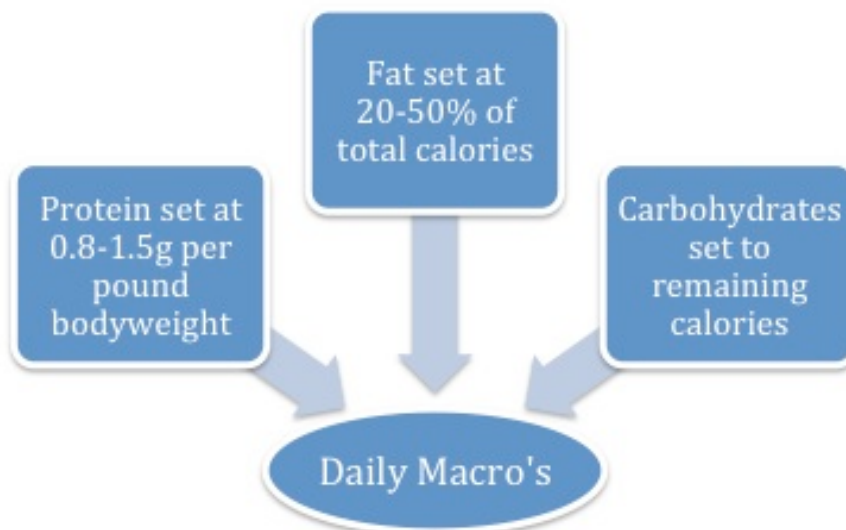 Protein set at
0.8-1.5g per
pound
bodyweight
Fat set at
20-50% of
total calories
Carbohydrates
set to
remaining
calories
Daily Macro's